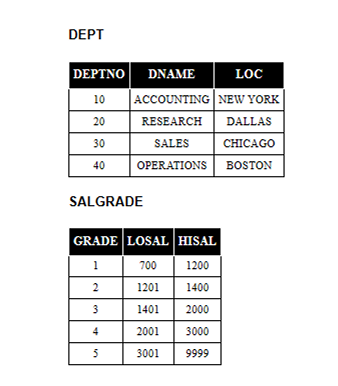 DEPT
DEPTNO DNAME LOC
10 ACCOUNTING NEW YORK
20 RESEARCH DALLAS
30 SALES CHICAGO
40 OPERATIONS BOSTON
SALGRADE
GRADE LOSAL HISAL
1 700 1200
2 1201 1400
3 1401 2000
4 2001 3000
5 3001 9999